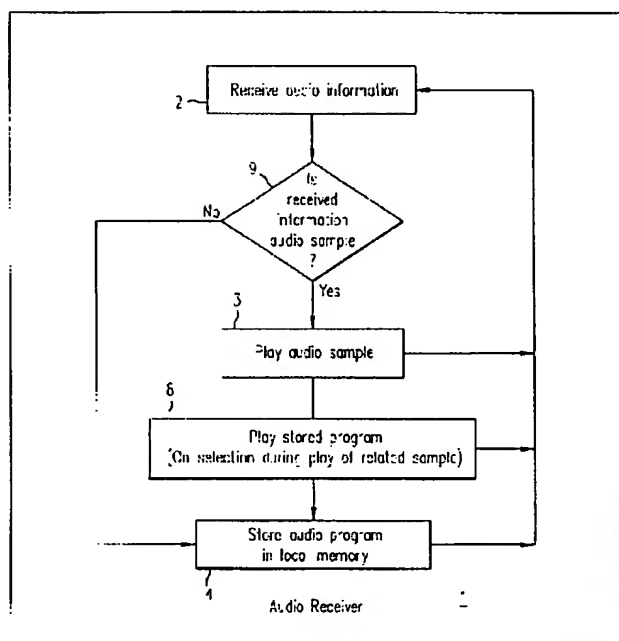 Receive audio information
2
9
Is
received
information
audio sample
?
No
Yes
3
Play audio sample
8
Play stored program
(On selection during play of related sample)
Store audio program
in local memory
4
Audio Receiver